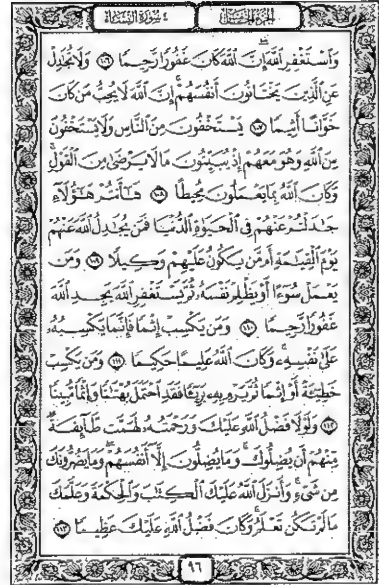 الجزء الخامس سورة النساء ٤
وَٱسْتَغْفِرِ ٱللَّهَ إِنَّ ٱللَّهَ كَانَ غَفُورًا رَّحِيمًا ۝١٠٦ وَلَا تُجَٰدِلْ
عَنِ ٱلَّذِينَ يَخْتَانُونَ أَنفُسَهُمْ إِنَّ ٱللَّهَ لَا يُحِبُّ مَن كَانَ
خَوَّانًا أَثِيمًا ۝١٠٧ يَسْتَخْفُونَ مِنَ ٱلنَّاسِ وَلَا يَسْتَخْفُونَ
مِنَ ٱللَّهِ وَهُوَ مَعَهُمْ إِذْ يُبَيِّتُونَ مَا لَا يَرْضَىٰ مِنَ ٱلْقَوْلِ
وَكَانَ ٱللَّهُ بِمَا يَعْمَلُونَ مُحِيطًا ۝١٠٨ هَٰٓأَنتُمْ هَٰٓؤُلَآءِ
جَٰدَلْتُمْ عَنْهُمْ فِى ٱلْحَيَوٰةِ ٱلدُّنْيَا فَمَن يُجَٰدِلُ ٱللَّهَ عَنْهُمْ
يَوْمَ ٱلْقِيَٰمَةِ أَم مَّن يَكُونُ عَلَيْهِمْ وَكِيلًا ۝١٠٩ وَمَن
يَعْمَلْ سُوٓءًا أَوْ يَظْلِمْ نَفْسَهُۥ ثُمَّ يَسْتَغْفِرِ ٱللَّهَ يَجِدِ ٱللَّهَ
غَفُورًا رَّحِيمًا ۝١١٠ وَمَن يَكْسِبْ إِثْمًا فَإِنَّمَا يَكْسِبُهُۥ
عَلَىٰ نَفْسِهِۦ وَكَانَ ٱللَّهُ عَلِيمًا حَكِيمًا ۝١١١ وَمَن يَكْسِبْ
خَطِيٓـَٔةً أَوْ إِثْمًا ثُمَّ يَرْمِ بِهِۦ بَرِيٓـًٔا فَقَدِ ٱحْتَمَلَ بُهْتَٰنًا وَإِثْمًا مُّبِينًا
۝١١٢ وَلَوْلَا فَضْلُ ٱللَّهِ عَلَيْكَ وَرَحْمَتُهُۥ لَهَمَّت طَّآئِفَةٌ
مِّنْهُمْ أَن يُضِلُّوكَ وَمَا يُضِلُّونَ إِلَّآ أَنفُسَهُمْ وَمَا يَضُرُّونَكَ
مِن شَىْءٍ وَأَنزَلَ ٱللَّهُ عَلَيْكَ ٱلْكِتَٰبَ وَٱلْحِكْمَةَ وَعَلَّمَكَ
مَا لَمْ تَكُن تَعْلَمُ وَكَانَ فَضْلُ ٱللَّهِ عَلَيْكَ عَظِيمًا ۝١١٣
٩٦